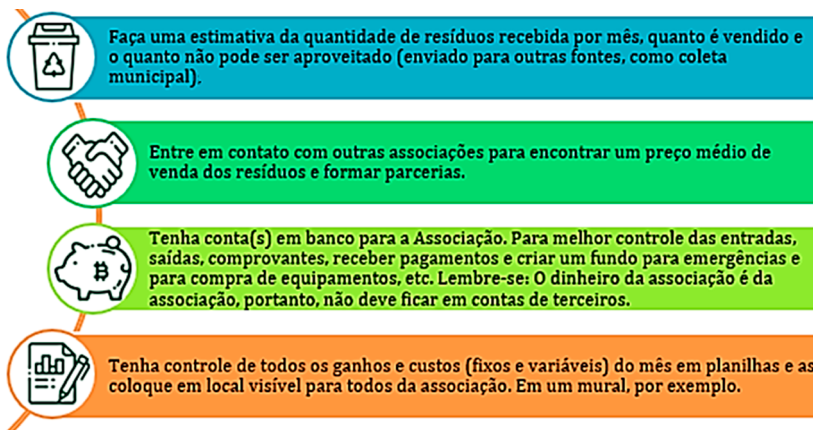 Faça uma estimativa da quantidade de resíduos recebida por mês, quanto é vendido e
o quanto não pode ser aproveitado (enviado para outras fontes, como coleta
municipal).
Entre em contato com outras associações para encontrar um preço médio de
venda dos resíduos e formar parcerias.
Tenha conta(s) em banco para a Associação. Para melhor controle das entradas,
saídas, comprovantes, receber pagamentos e criar um fundo para emergências e
para compra de equipamentos, etc. Lembre-se: O dinheiro da associação é da
associação, portanto, não deve ficar em contas de terceiros.
Tenha controle de todos os ganhos e custos (fixos e variáveis) do mês em planilhas e as
coloque em local visível para todos da associação. Em um mural, por exemplo.